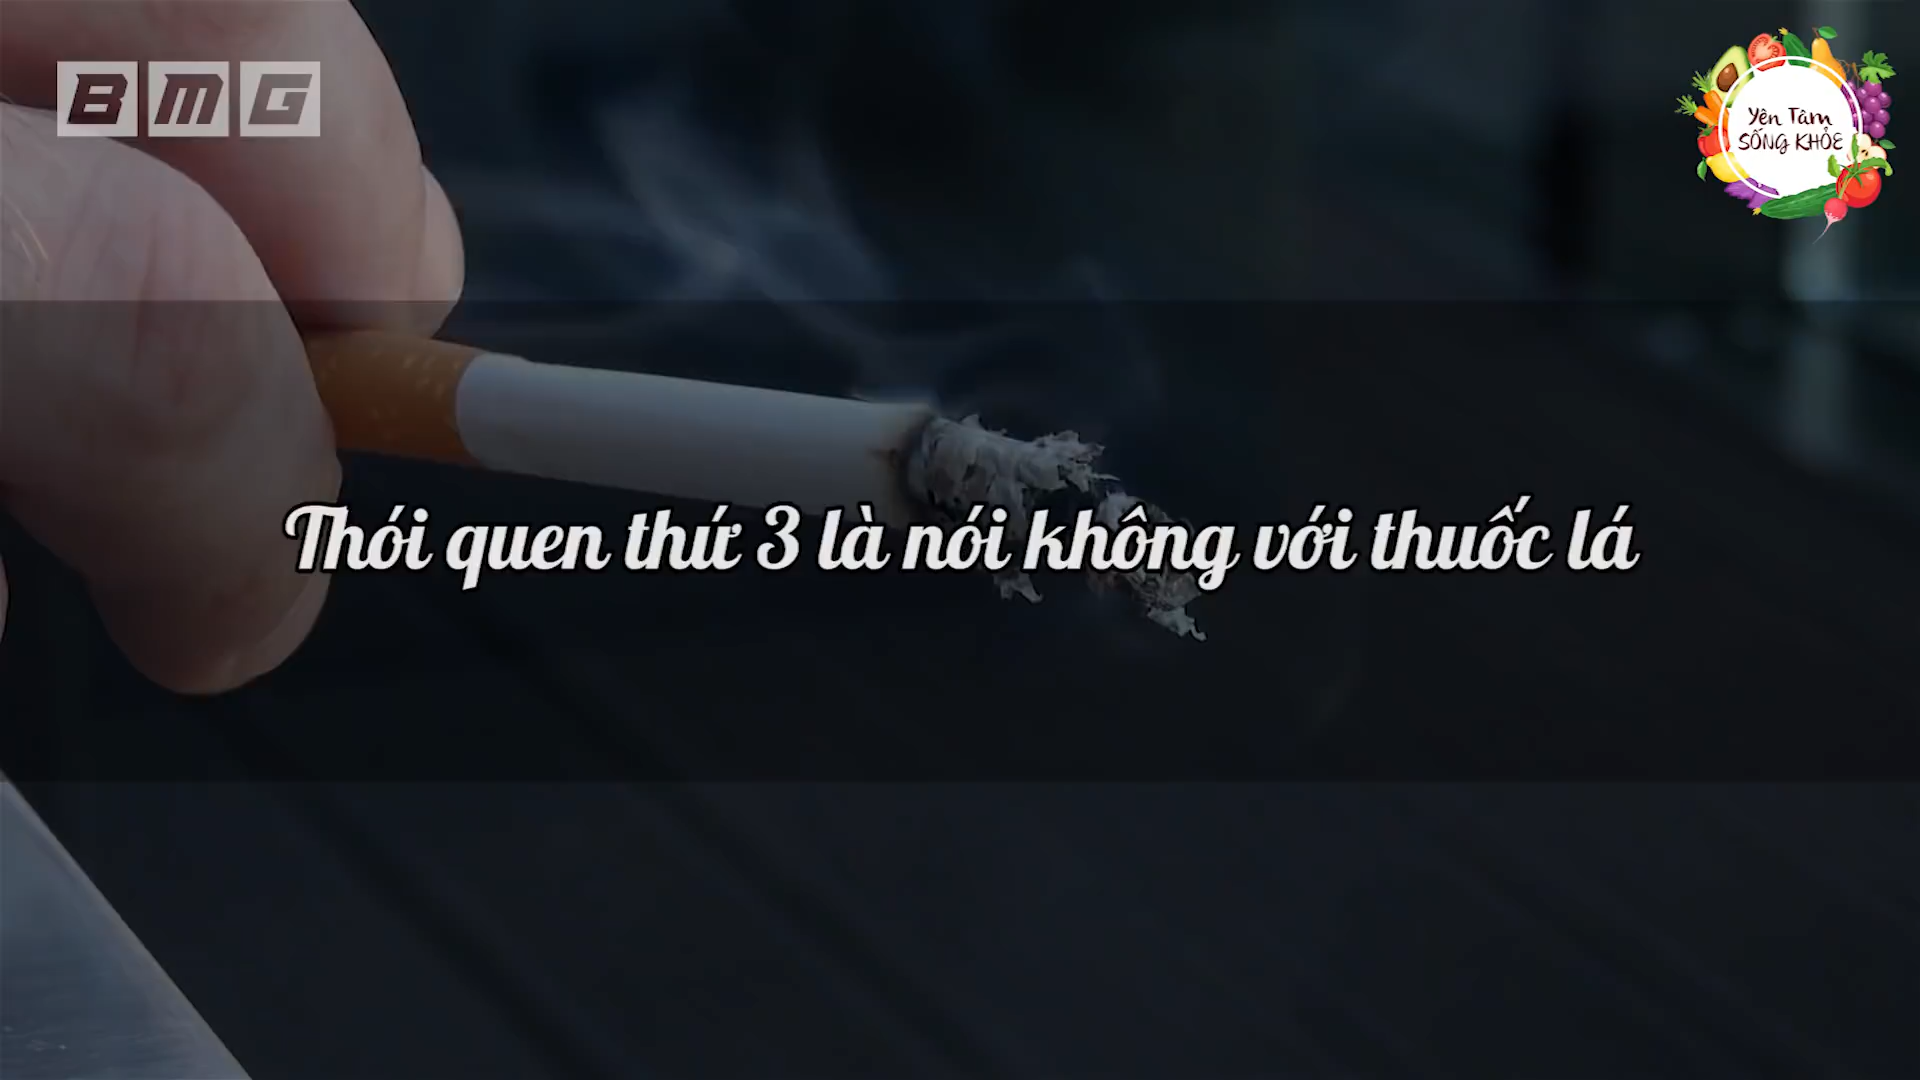 BMG
Yên Tâm
SỐNG KHỎE
Thói quen thứ 3 là nói không với thuốc lá